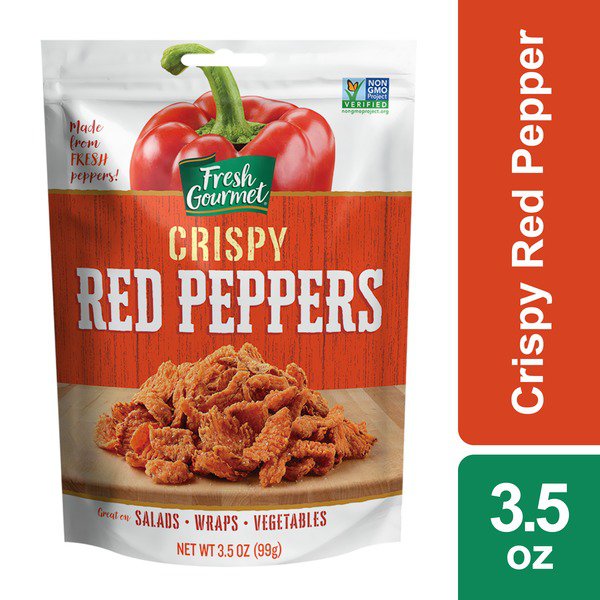 Made
from
FRESH
peppers!
NON
GMO
Project
VERIFIED
nongmoproject.org
Fresh
Gourmet
CRISPY
RED PEPPERS
Great on SALADS • WRAPS • VEGETABLES
NET WT 3.5 OZ (99g)
Crispy Red Pepper
3.5
oz